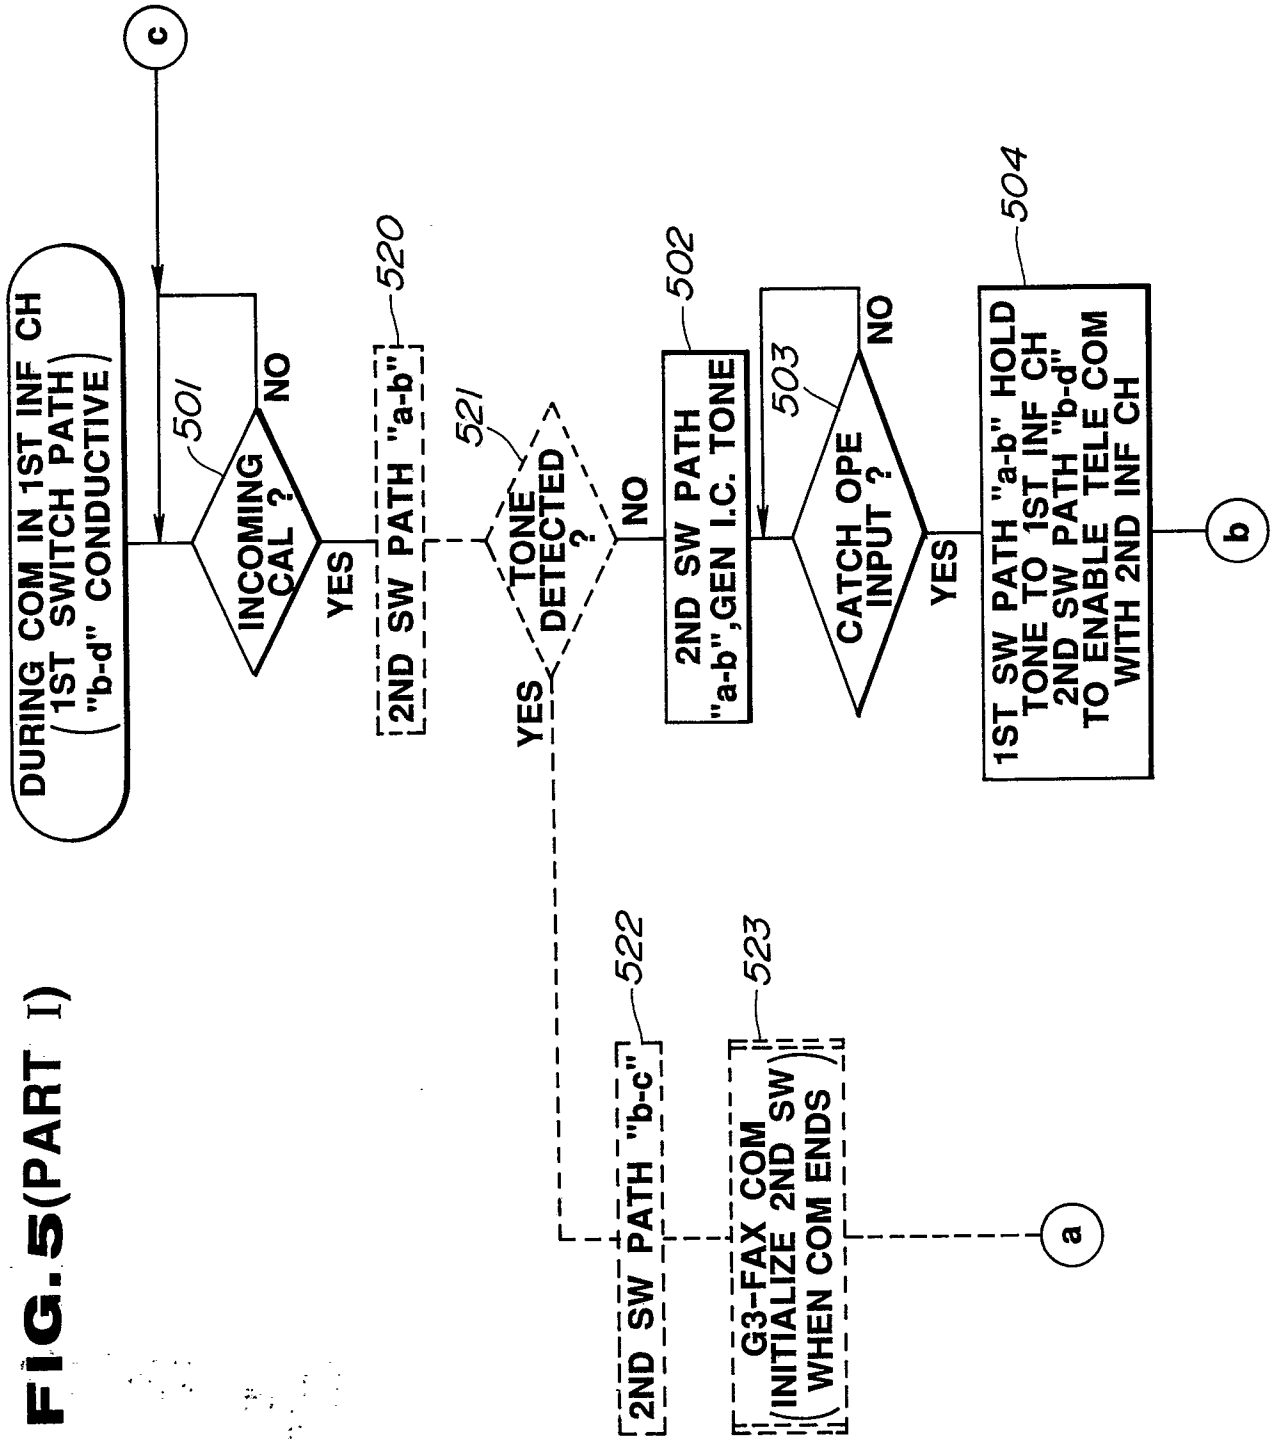 FIG.5(PART I)
c
DURING COM IN 1ST INF CH
(1ST SWITCH PATH
"b-d" CONDUCTIVE)
501
INCOMING
CAL ?
NO
YES
520
2ND SW PATH "a-b"
521
TONE
DETECTED
?
YES
NO
522
2ND SW PATH "b-c"
523
G3-FAX COM
(INITIALIZE 2ND SW
WHEN COM ENDS)
a
502
2ND SW PATH
"a-b",GEN I.C. TONE
503
CATCH OPE
INPUT ?
NO
YES
504
1ST SW PATH "a-b" HOLD
TONE TO 1ST INF CH
2ND SW PATH "b-d"
TO ENABLE TELE COM
WITH 2ND INF CH
b